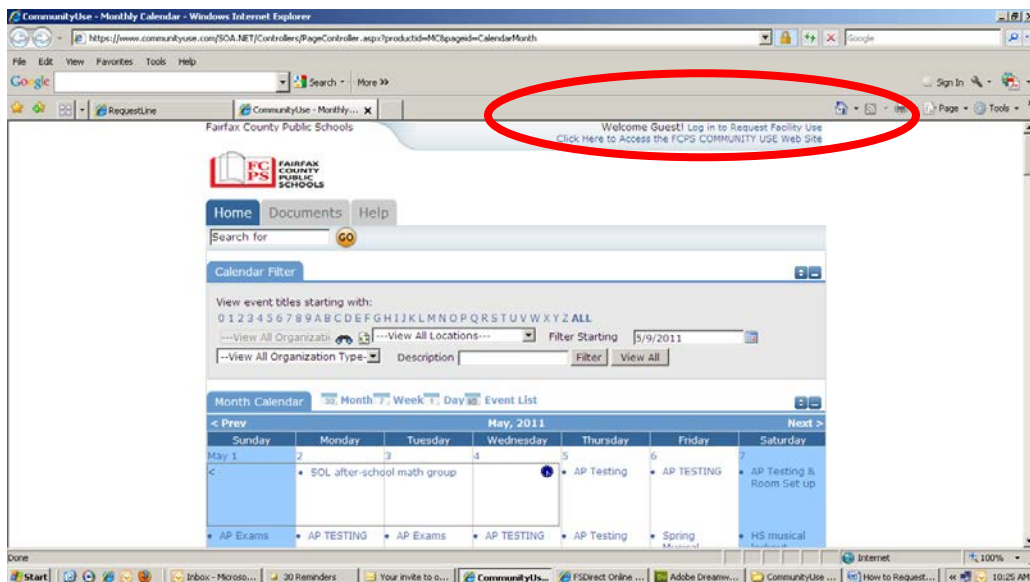 CommunityUse - Monthly Calendar - Windows Internet Explorer
https://www.communityuse.com/SOA.NET/Controllers/PageController.aspx?productid=MC&pageid=CalendarMonth
Google
File Edit View Favorites Tools Help
Google Search More >> Sign In
RequestLine CommunityUse - Monthly ... Page Tools
Fairfax County Public Schools
Welcome Guest! Log in to Request Facility Use
Click Here to Access the FCPS COMMUNITY USE Web Site
FC PS FAIRFAX COUNTY PUBLIC SCHOOLS
Home Documents Help
Search for GO
Calendar Filter
View event titles starting with:
0 1 2 3 4 5 6 7 8 9 A B C D E F G H I J K L M N O P Q R S T U V W X Y Z ALL
---View All Organizati ---View All Locations--- Filter Starting 5/9/2011
--View All Organization Type- Description Filter View All
Month Calendar Month Week Day Event List
< Prev May, 2011 Next >
Sunday Monday Tuesday Wednesday Thursday Friday Saturday
May 1 2 3 4 5 6 7
< • SOL after-school math group • AP Testing • AP TESTING • AP Testing &
Room Set up
• AP Exams • AP TESTING • AP Exams • AP TESTING • AP Testing • Spring • HS musical
Done Internet 100%
Start Inbox - Microso... 30 Reminders Your invite to o... CommunityUs... FSDirect Online ... Adobe Dreamw... CommunityUse ... How to Request... 10:25 AM